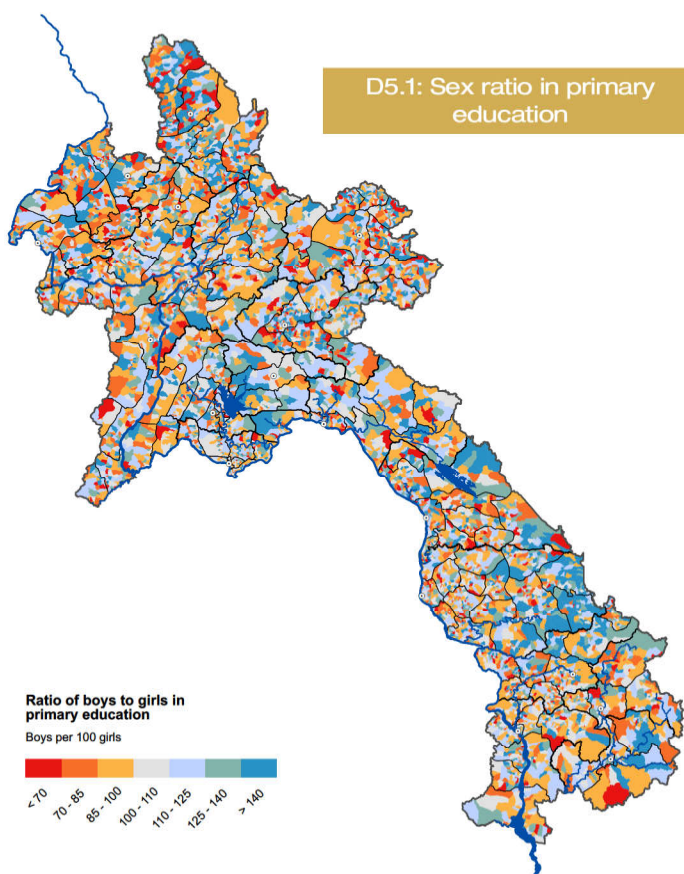 D5.1: Sex ratio in primary
education
Ratio of boys to girls in
primary education
Boys per 100 girls
< 70
70 - 85
85 - 100
100 - 110
110 - 125
125 - 140
> 140